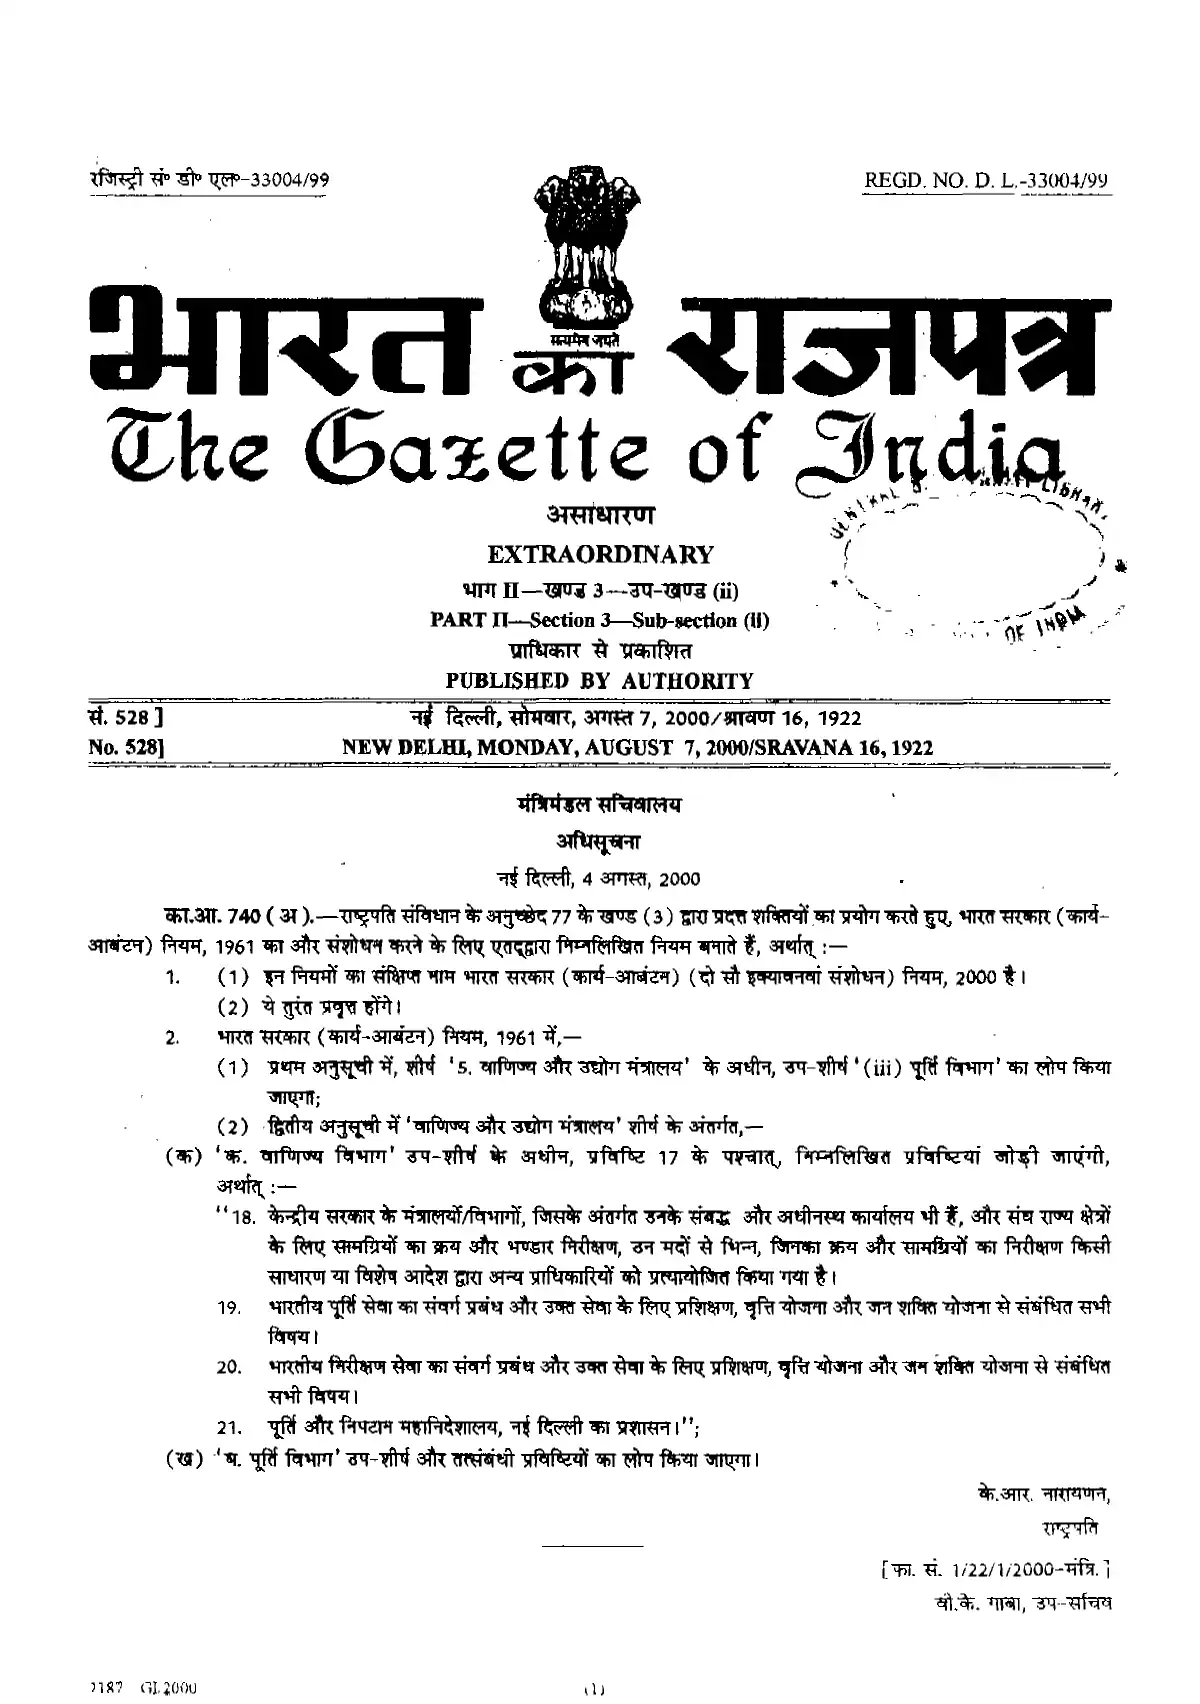 रजिस्ट्री सं० डी० एल०-33004/99
REGD. NO. D. L.-33004/99
सत्यमेव जयते
भारत का राजपत्र
The Gazette of India
असाधारण
EXTRAORDINARY
भाग II—खण्ड 3—उप-खण्ड (ii)
PART II—Section 3—Sub-section (ii)
प्राधिकार से प्रकाशित
PUBLISHED BY AUTHORITY
LIBRARY
OF INDIA
सं. 528 ]
नई दिल्ली, सोमवार, अगस्त 7, 2000/श्रावण 16, 1922
No. 528]
NEW DELHI, MONDAY, AUGUST 7, 2000/SRAVANA 16, 1922
मंत्रिमंडल सचिवालय
अधिसूचना
नई दिल्ली, 4 अगस्त, 2000
का.आ. 740 ( अ ).—राष्ट्रपति संविधान के अनुच्छेद 77 के खण्ड (3) द्वारा प्रदत्त शक्तियों का प्रयोग करते हुए, भारत सरकार (कार्य-
आबंटन) नियम, 1961 का और संशोधन करने के लिए एतद्द्वारा निम्नलिखित नियम बनाते हैं, अर्थात् :—
1. (1) इन नियमों का संक्षिप्त नाम भारत सरकार (कार्य-आबंटन) (दो सौ इक्यावनवां संशोधन) नियम, 2000 है।
(2) ये तुरंत प्रवृत्त होंगे।
2. भारत सरकार (कार्य-आबंटन) नियम, 1961 में,—
(1) प्रथम अनुसूची में, शीर्ष '5. वाणिज्य और उद्योग मंत्रालय' के अधीन, उप-शीर्ष '(iii) पूर्ति विभाग' का लोप किया
जाएगा;
(2) द्वितीय अनुसूची में 'वाणिज्य और उद्योग मंत्रालय' शीर्ष के अंतर्गत,—
(क) 'क. वाणिज्य विभाग' उप-शीर्ष के अधीन, प्रविष्टि 17 के पश्चात्, निम्नलिखित प्रविष्टियां जोड़ी जाएंगी,
अर्थात् :—
"18. केन्द्रीय सरकार के मंत्रालयों/विभागों, जिसके अंतर्गत उनके संबद्ध और अधीनस्थ कार्यालय भी हैं, और संघ राज्य क्षेत्रों
के लिए सामग्रियों का क्रय और भण्डार निरीक्षण, उन मदों से भिन्न, जिनका क्रय और सामग्रियों का निरीक्षण किसी
साधारण या विशेष आदेश द्वारा अन्य प्राधिकारियों को प्रत्यायोजित किया गया है।
19. भारतीय पूर्ति सेवा का संवर्ग प्रबंध और उक्त सेवा के लिए प्रशिक्षण, वृत्ति योजना और जन शक्ति योजना से संबंधित सभी
विषय।
20. भारतीय निरीक्षण सेवा का संवर्ग प्रबंध और उक्त सेवा के लिए प्रशिक्षण, वृत्ति योजना और जन शक्ति योजना से संबंधित
सभी विषय।
21. पूर्ति और निपटान महानिदेशालय, नई दिल्ली का प्रशासन।";
(ख) पूर्ति विभाग' उप-शीर्ष और तत्संबंधी प्रविष्टियों का लोप किया जाएगा।
के.आर. नारायणन,
राष्ट्रपति
[फा. सं. 1/22/1/2000-मंत्रि.]
वी.के. गाबा, उप-सचिव
GI/2000
(1)